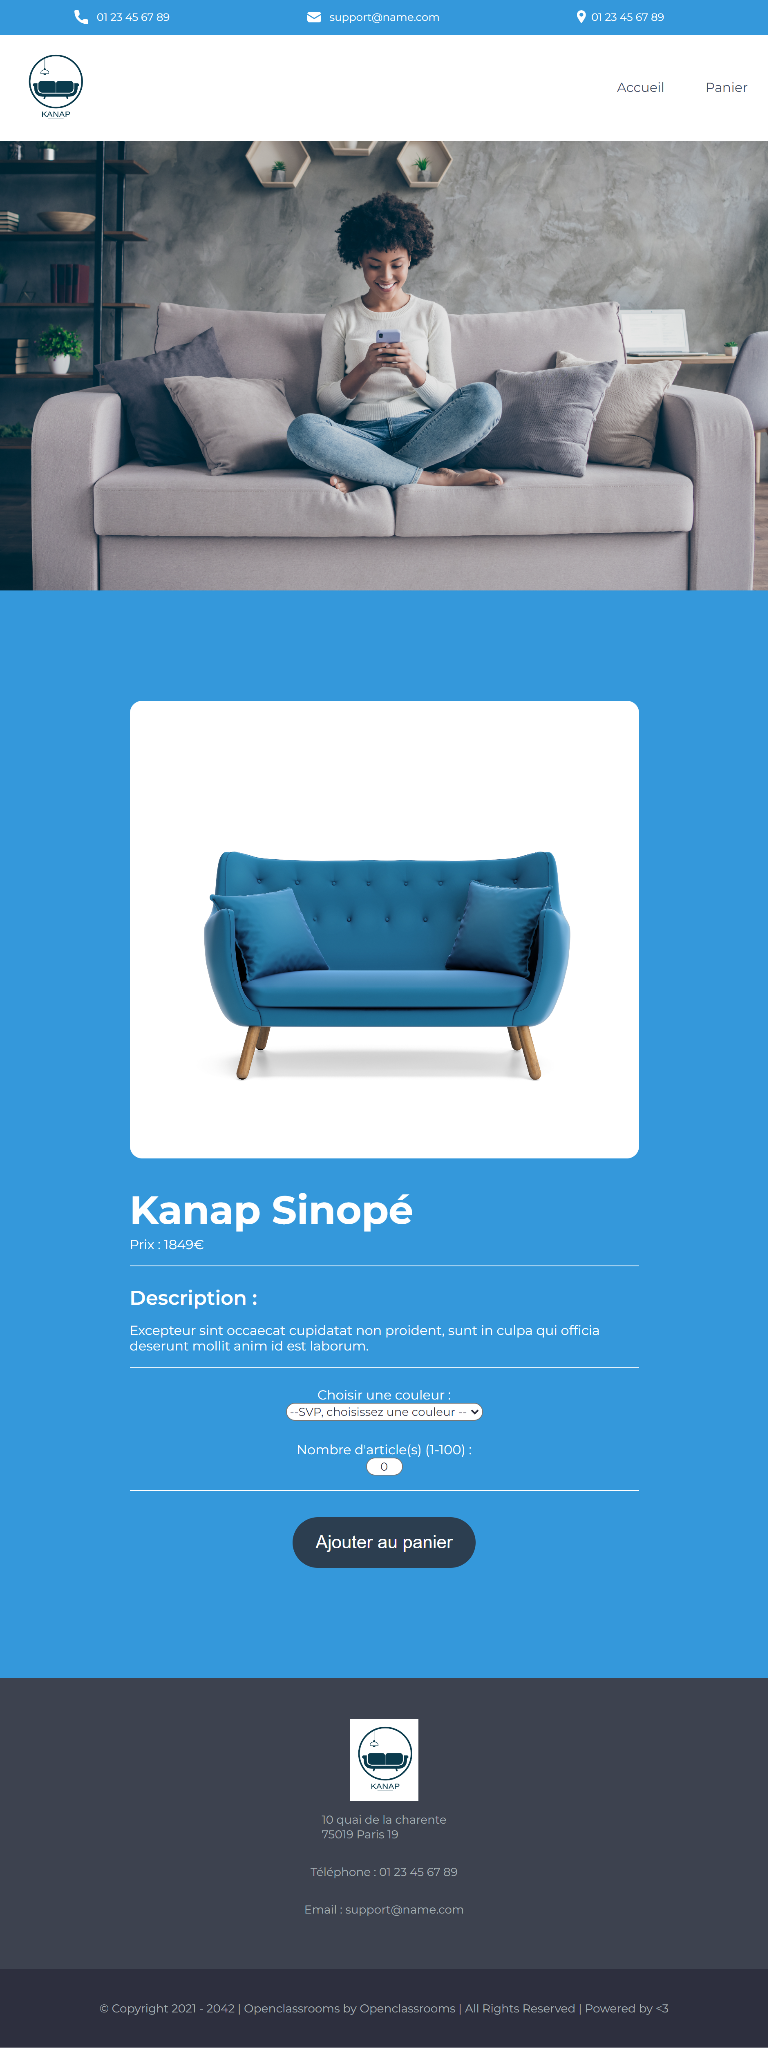 01 23 45 67 89
support@name.com
01 23 45 67 89
KANAP
Accueil
Panier
Kanap Sinopé
Prix : 1849€
Description :
Excepteur sint occaecat cupidatat non proident, sunt in culpa qui officia
deserunt mollit anim id est laborum.
Choisir une couleur :
--SVP, choisissez une couleur --
Nombre d'article(s) (1-100) :
0
Ajouter au panier
KANAP
10 quai de la charente
75019 Paris 19
Téléphone : 01 23 45 67 89
Email : support@name.com
© Copyright 2021 - 2042 | Openclassrooms by Openclassrooms | All Rights Reserved | Powered by <3